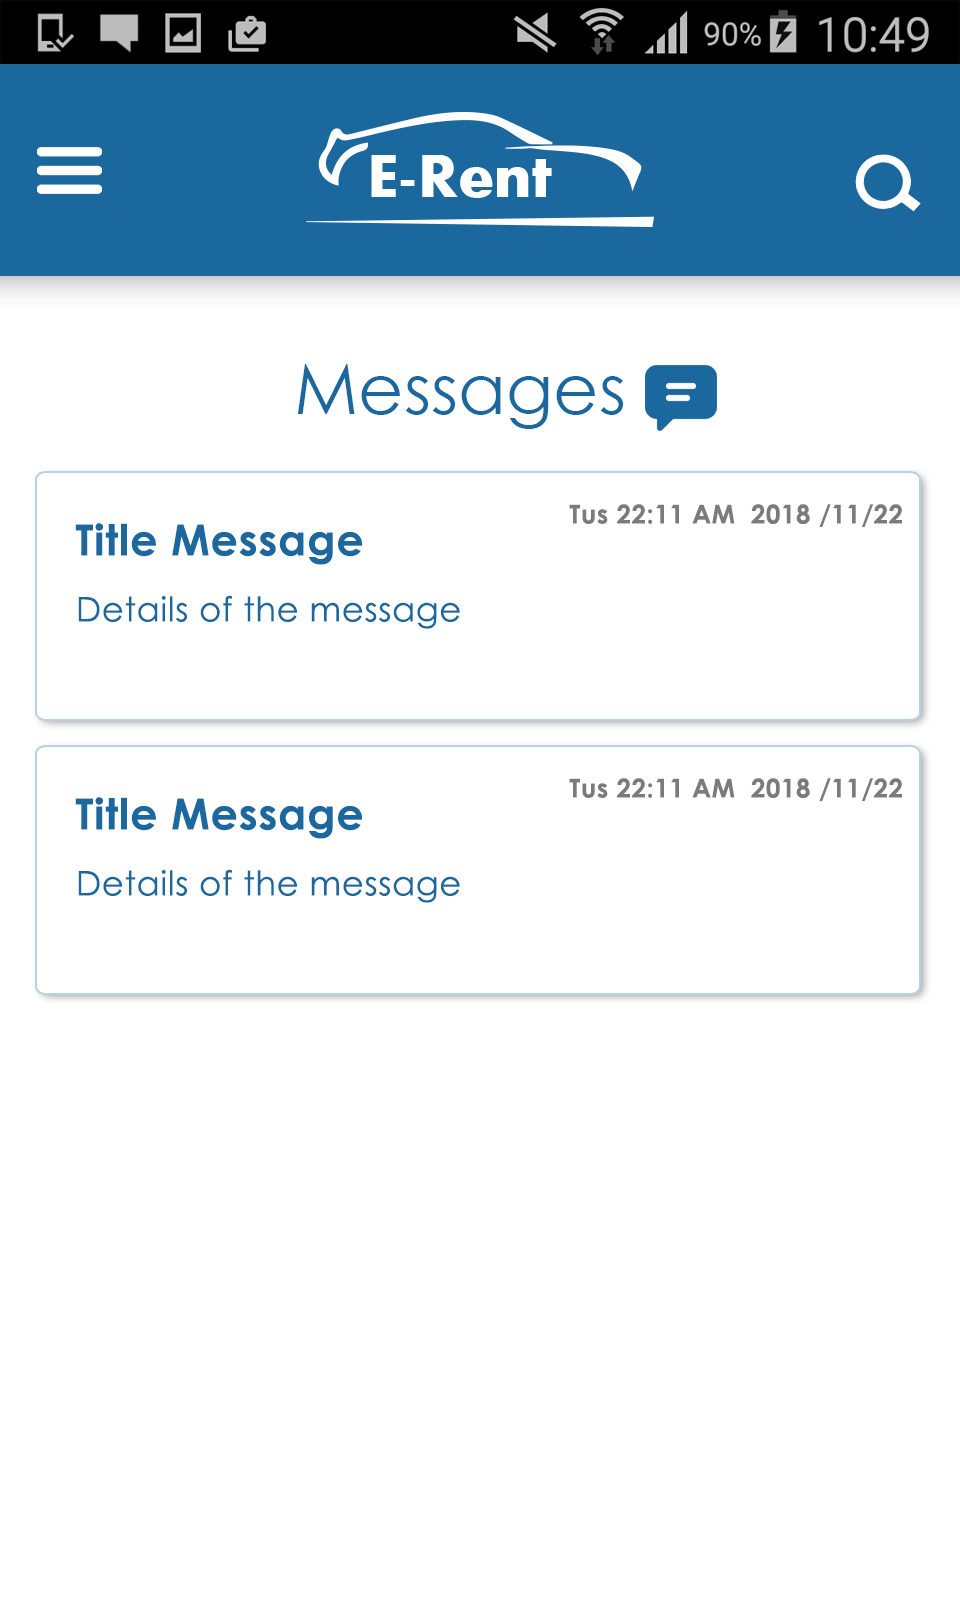 90% 10:49
E-Rent
Messages
Tus 22:11 AM 2018 /11/22
Title Message
Details of the message
Tus 22:11 AM 2018 /11/22
Title Message
Details of the message